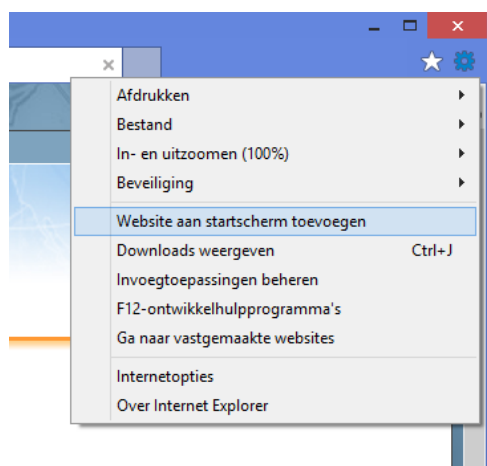 Afdrukken
Bestand
In- en uitzoomen (100%)
Beveiliging
Website aan startscherm toevoegen
Downloads weergeven Ctrl+J
Invoegtoepassingen beheren
F12-ontwikkelhulpprogramma's
Ga naar vastgemaakte websites
Internetopties
Over Internet Explorer